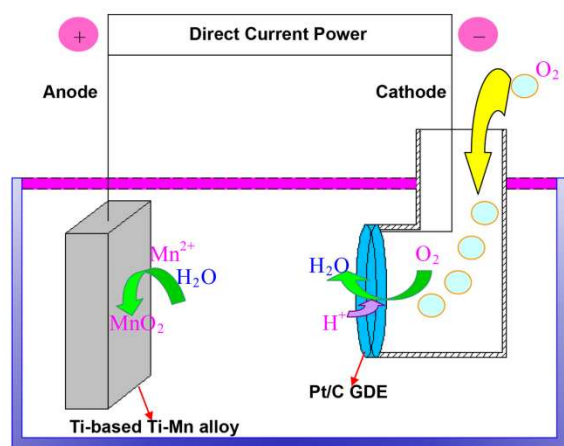 +
Direct Current Power
−
Anode
Cathode
O₂
Mn²⁺
H₂O
MnO₂
H₂O
O₂
H⁺
Pt/C GDE
Ti-based Ti-Mn alloy